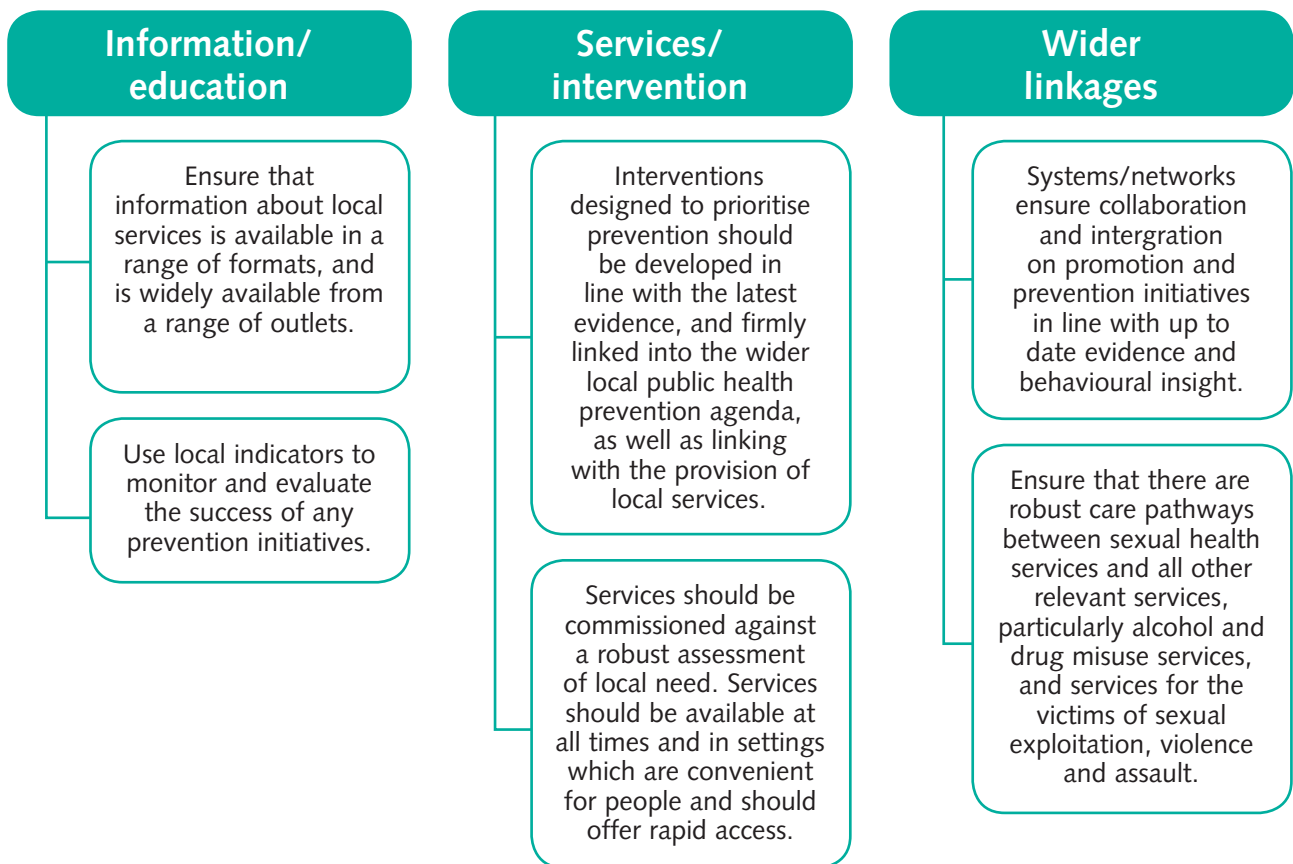 Information/
education
Ensure that
information about local
services is available in a
range of formats, and
is widely available from
a range of outlets.
Use local indicators to
monitor and evaluate
the success of any
prevention initiatives.
Services/
intervention
Interventions
designed to prioritise
prevention should
be developed in
line with the latest
evidence, and firmly
linked into the wider
local public health
prevention agenda,
as well as linking
with the provision of
local services.
Services should be
commissioned against
a robust assessment
of local need. Services
should be available at
all times and in settings
which are convenient
for people and should
offer rapid access.
Wider
linkages
Systems/networks
ensure collaboration
and intergration
on promotion and
prevention initiatives
in line with up to
date evidence and
behavioural insight.
Ensure that there are
robust care pathways
between sexual health
services and all other
relevant services,
particularly alcohol and
drug misuse services,
and services for the
victims of sexual
exploitation, violence
and assault.